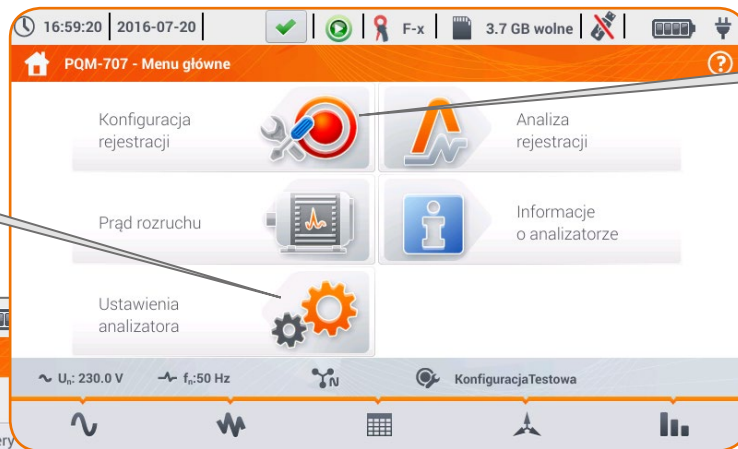 16:59:20 2016-07-20 F-x 3.7 GB wolne
PQM-707 - Menu główne ?
Konfiguracja
rejestracji
Analiza
rejestracji
Prąd rozruchu
Informacje
o analizatorze
Ustawienia
analizatora
Uₙ: 230.0 V fₙ:50 Hz N KonfiguracjaTestowa
ery